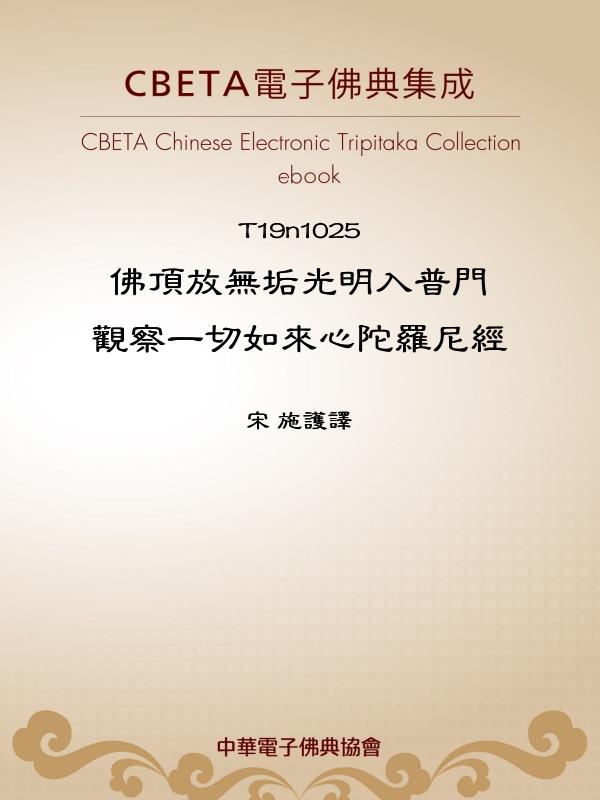 CBETA電子佛典集成
CBETA Chinese Electronic Tripitaka Collection
ebook
T19n1025
佛頂放無垢光明入普門
觀察一切如來心陀羅尼經
宋 施護譯
中華電子佛典協會